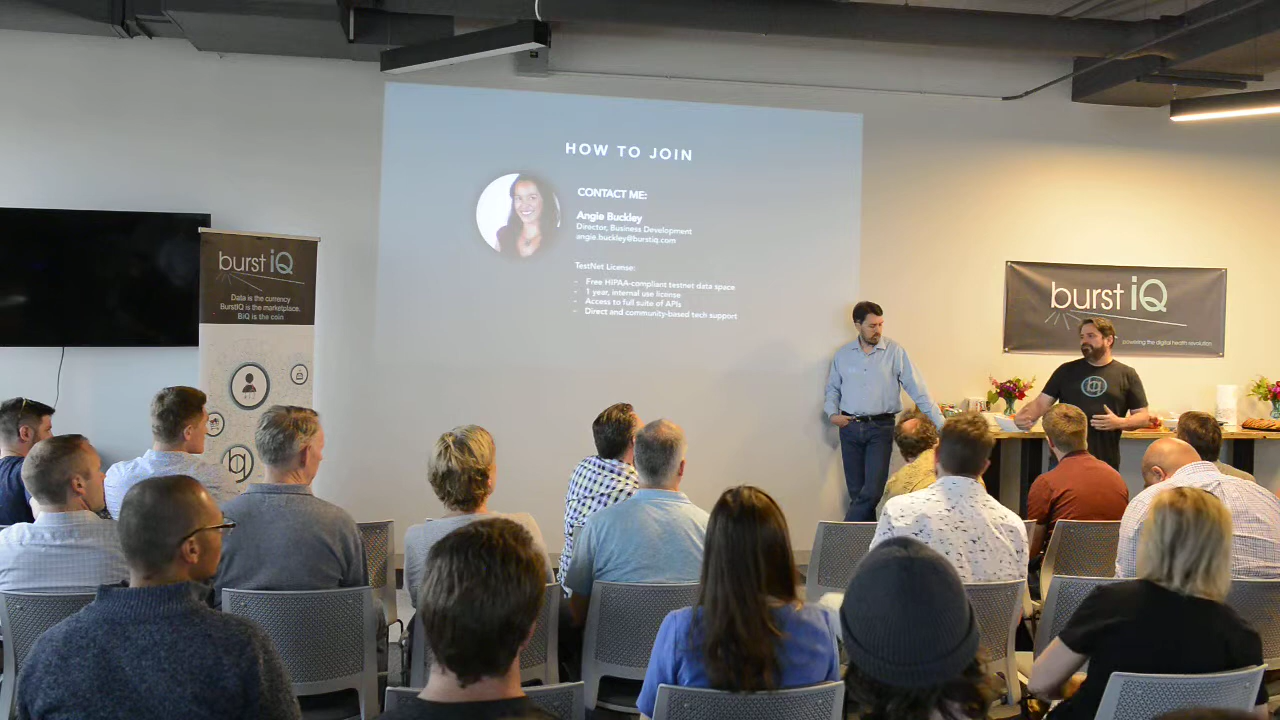 HOW TO JOIN
CONTACT ME:
Angie Buckley
Director, Business Development
angie.buckley@burstiq.com
TestNet License:
- Free HIPAA-compliant testnet data space
- 1 year, internal use license
- Access to full suite of APIs
- Direct and community-based tech support
burst iQ
Data is the currency
BurstIQ is the marketplace.
BiQ is the coin
burst iQ
powering the digital health revolution